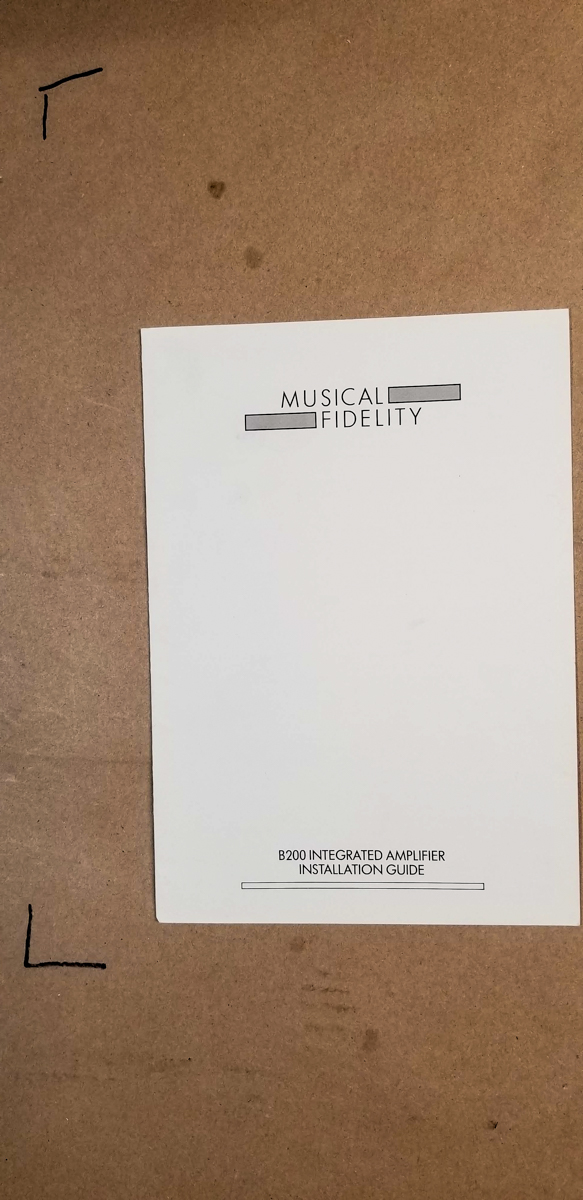 MUSICAL
FIDELITY
B200 INTEGRATED AMPLIFIER
INSTALLATION GUIDE